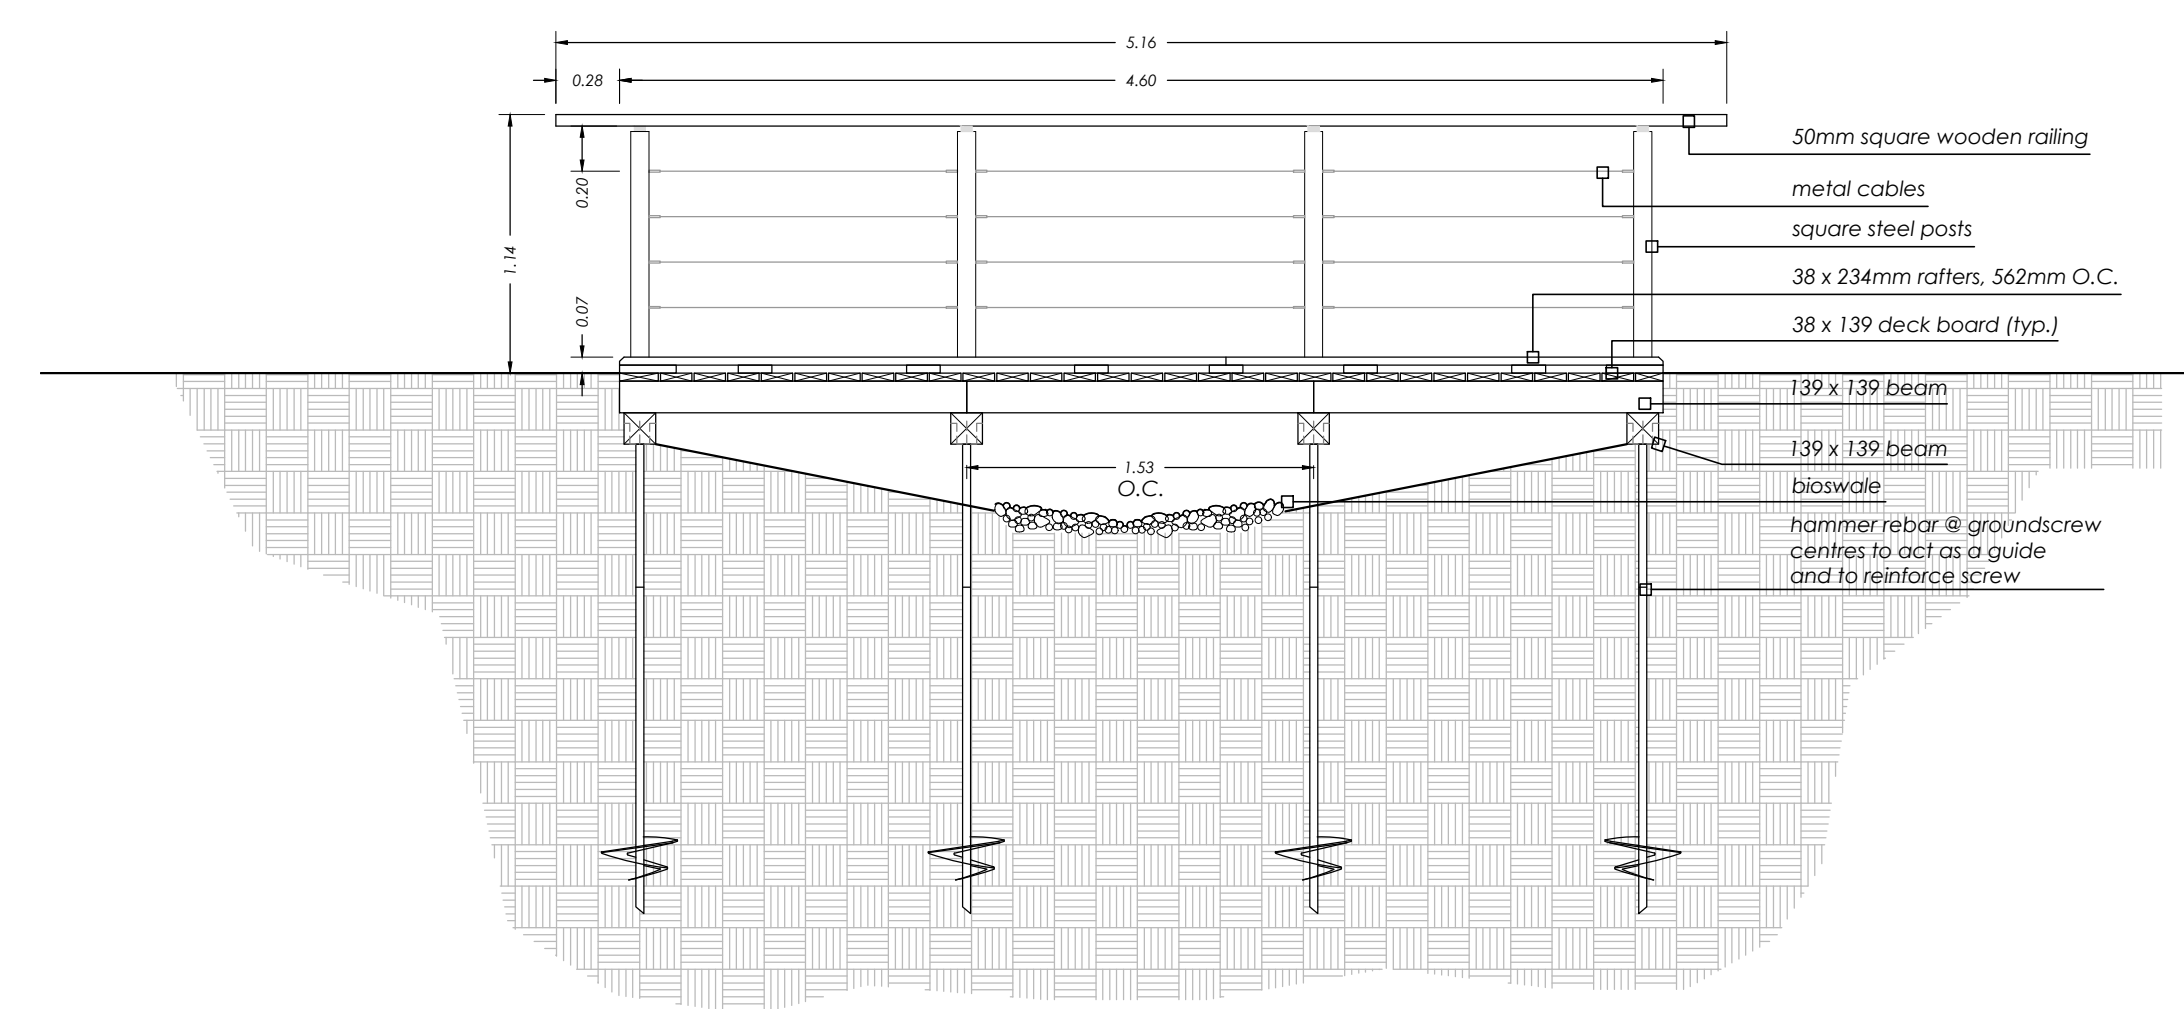 5.16
0.28
4.60
50mm square wooden railing
0.20
metal cables
square steel posts
1.14
38 x 234mm rafters, 562mm O.C.
0.07
38 x 139 deck board (typ.)
139 x 139 beam
139 x 139 beam
1.53
O.C.
bioswale
hammer rebar @ groundscrew
centres to act as a guide
and to reinforce screw